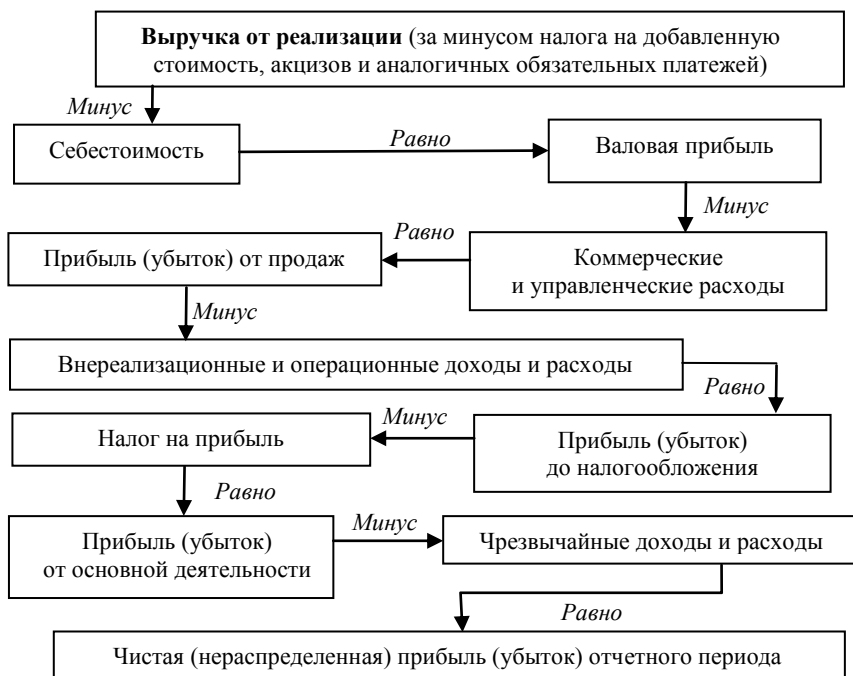 Выручка от реализации (за минусом налога на добавленную
стоимость, акцизов и аналогичных обязательных платежей)
Минус
Себестоимость
Равно
Валовая прибыль
Минус
Коммерческие
и управленческие расходы
Равно
Прибыль (убыток) от продаж
Минус
Внереализационные и операционные доходы и расходы
Равно
Прибыль (убыток)
до налогообложения
Минус
Налог на прибыль
Равно
Прибыль (убыток)
от основной деятельности
Минус
Чрезвычайные доходы и расходы
Равно
Чистая (нераспределенная) прибыль (убыток) отчетного периода